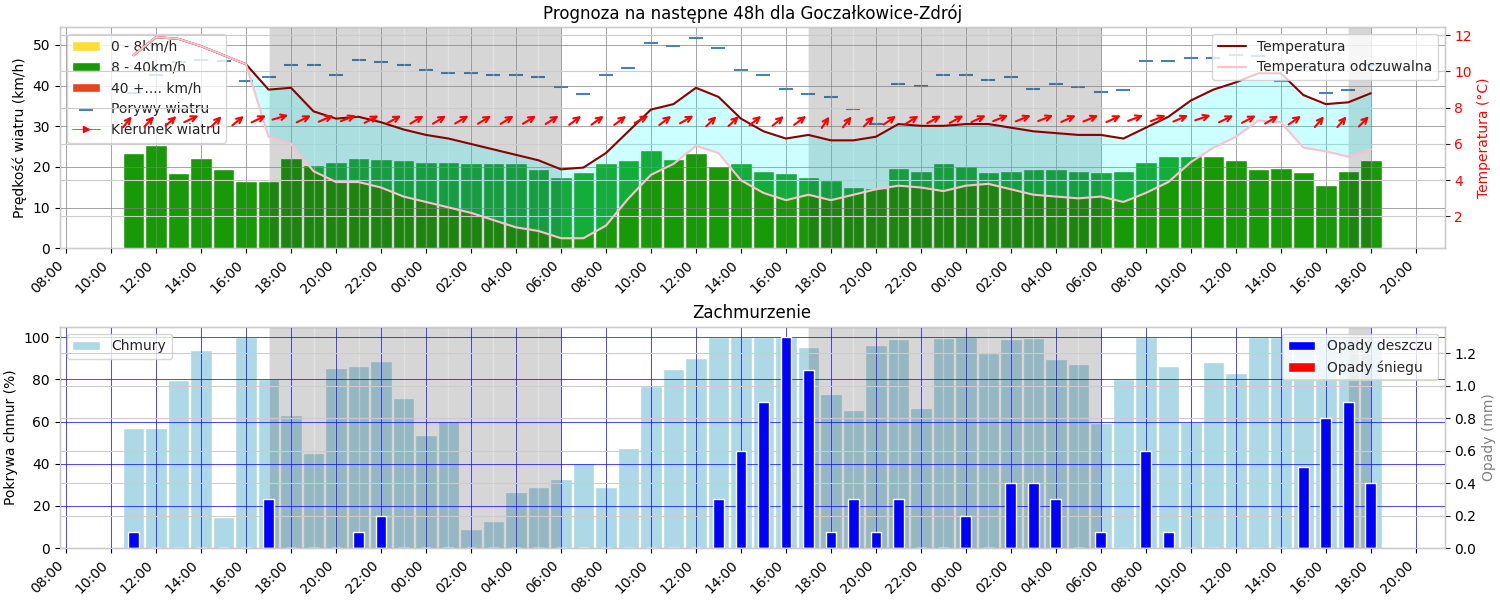 Prognoza na następne 48h dla Goczałkowice-Zdrój
0 - 8km/h
8 - 40km/h
40 +.... km/h
Porywy wiatru
Kierunek wiatru
Temperatura
Temperatura odczuwalna
Prędkość wiatru (km/h)
50
40
30
20
10
0
Temperatura (°C)
12
10
8
6
4
2
08:00 10:00 12:00 14:00 16:00 18:00 20:00 22:00 00:00 02:00 04:00 06:00 08:00 10:00 12:00 14:00 16:00 18:00 20:00 22:00 00:00 02:00 04:00 06:00 08:00 10:00 12:00 14:00 16:00 18:00 20:00
Zachmurzenie
Chmury
Opady deszczu
Opady śniegu
Pokrywa chmur (%)
100
80
60
40
20
0
Opady (mm)
1.2
1.0
0.8
0.6
0.4
0.2
0.0
08:00 10:00 12:00 14:00 16:00 18:00 20:00 22:00 00:00 02:00 04:00 06:00 08:00 10:00 12:00 14:00 16:00 18:00 20:00 22:00 00:00 02:00 04:00 06:00 08:00 10:00 12:00 14:00 16:00 18:00 20:00